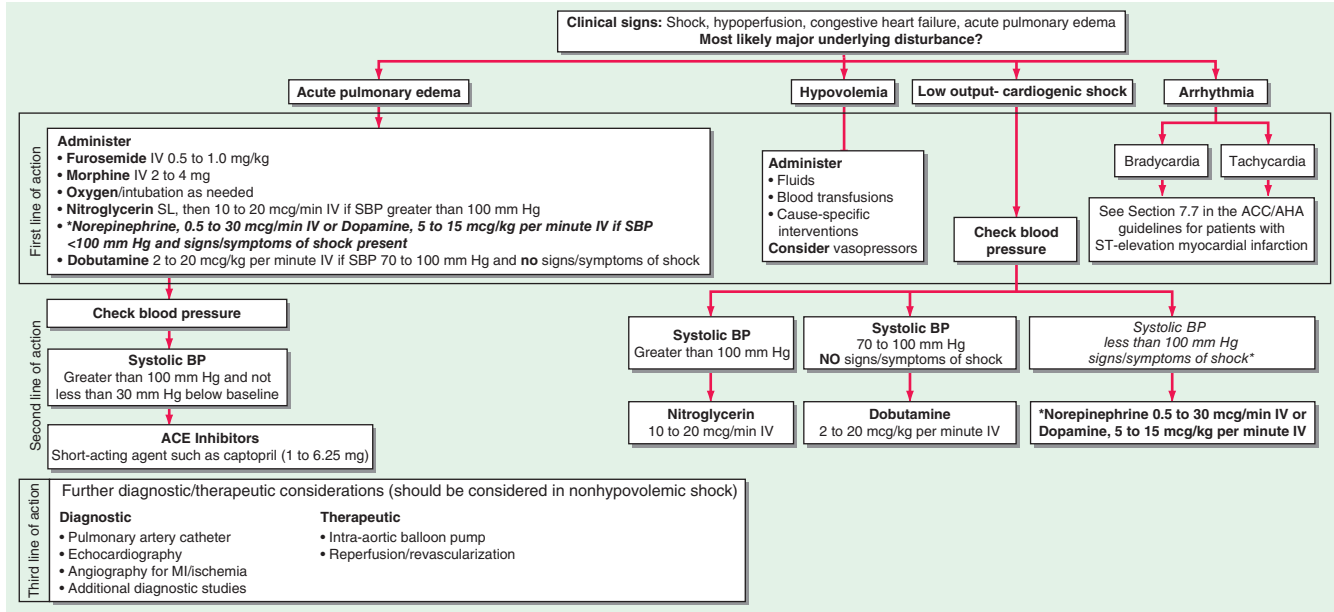 Clinical signs: Shock, hypoperfusion, congestive heart failure, acute pulmonary edema
Most likely major underlying disturbance?
Acute pulmonary edema
Hypovolemia
Low output- cardiogenic shock
Arrhythmia
First line of action
Administer
• Furosemide IV 0.5 to 1.0 mg/kg
• Morphine IV 2 to 4 mg
• Oxygen/intubation as needed
• Nitroglycerin SL, then 10 to 20 mcg/min IV if SBP greater than 100 mm Hg
• *Norepinephrine, 0.5 to 30 mcg/min IV or Dopamine, 5 to 15 mcg/kg per minute IV if SBP
<100 mm Hg and signs/symptoms of shock present
• Dobutamine 2 to 20 mcg/kg per minute IV if SBP 70 to 100 mm Hg and no signs/symptoms of shock
Administer
• Fluids
• Blood transfusions
• Cause-specific
interventions
Consider vasopressors
Check blood
pressure
Bradycardia
Tachycardia
See Section 7.7 in the ACC/AHA
guidelines for patients with
ST-elevation myocardial infarction
Second line of action
Check blood pressure
Systolic BP
Greater than 100 mm Hg and not
less than 30 mm Hg below baseline
ACE Inhibitors
Short-acting agent such as captopril (1 to 6.25 mg)
Systolic BP
Greater than 100 mm Hg
Systolic BP
70 to 100 mm Hg
NO signs/symptoms of shock
Systolic BP
less than 100 mm Hg
signs/symptoms of shock*
Nitroglycerin
10 to 20 mcg/min IV
Dobutamine
2 to 20 mcg/kg per minute IV
*Norepinephrine 0.5 to 30 mcg/min IV or
Dopamine, 5 to 15 mcg/kg per minute IV
Third line of action
Further diagnostic/therapeutic considerations (should be considered in nonhypovolemic shock)
Diagnostic
• Pulmonary artery catheter
• Echocardiography
• Angiography for MI/ischemia
• Additional diagnostic studies
Therapeutic
• Intra-aortic balloon pump
• Reperfusion/revascularization